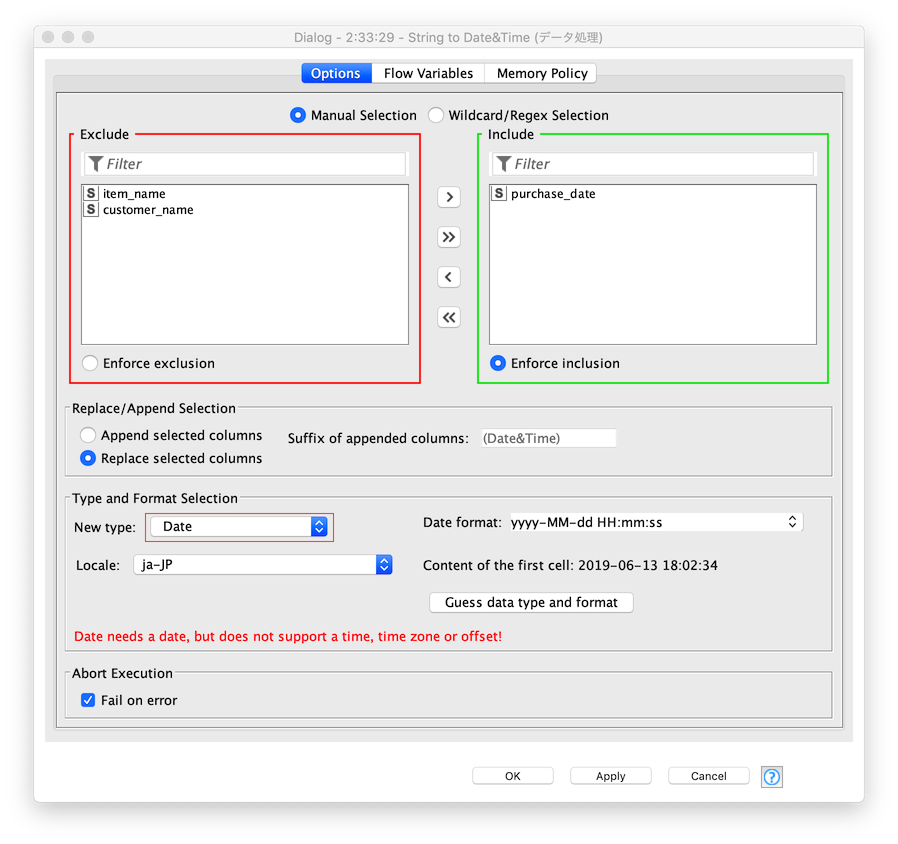 Dialog - 2:33:29 - String to Date&Time (データ処理)
Options Flow Variables Memory Policy
Manual Selection Wildcard/Regex Selection
Exclude
Filter
S item_name
S customer_name
Enforce exclusion
Include
Filter
S purchase_date
Enforce inclusion
Replace/Append Selection
Append selected columns
Replace selected columns
Suffix of appended columns: (Date&Time)
Type and Format Selection
New type: Date
Date format: yyyy-MM-dd HH:mm:ss
Locale: ja-JP
Content of the first cell: 2019-06-13 18:02:34
Guess data type and format
Date needs a date, but does not support a time, time zone or offset!
Abort Execution
Fail on error
OK Apply Cancel ?